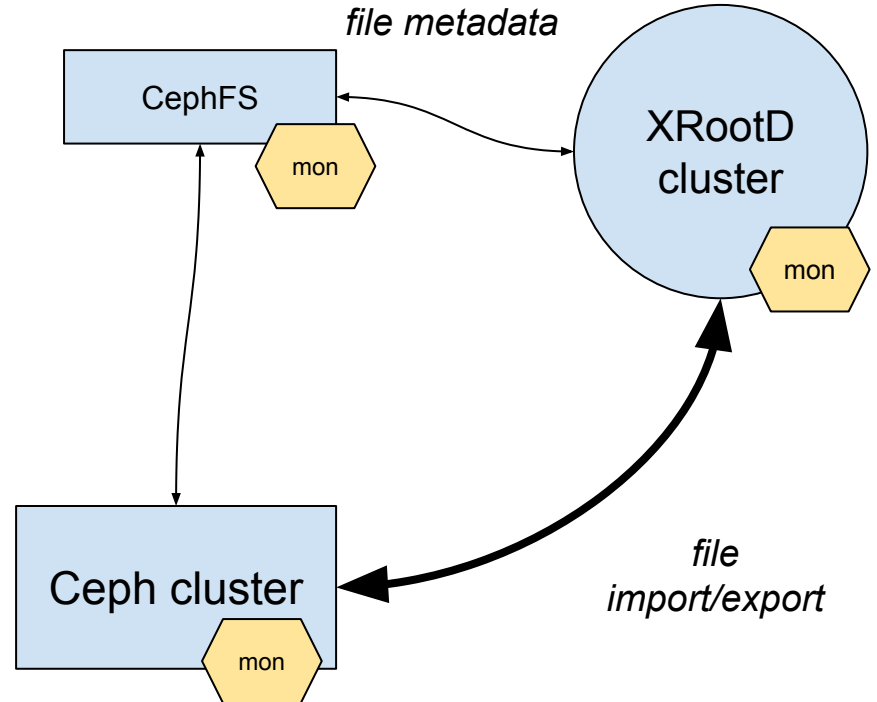 file metadata
CephFS
mon
XRootD
cluster
mon
Ceph cluster
mon
file
import/export